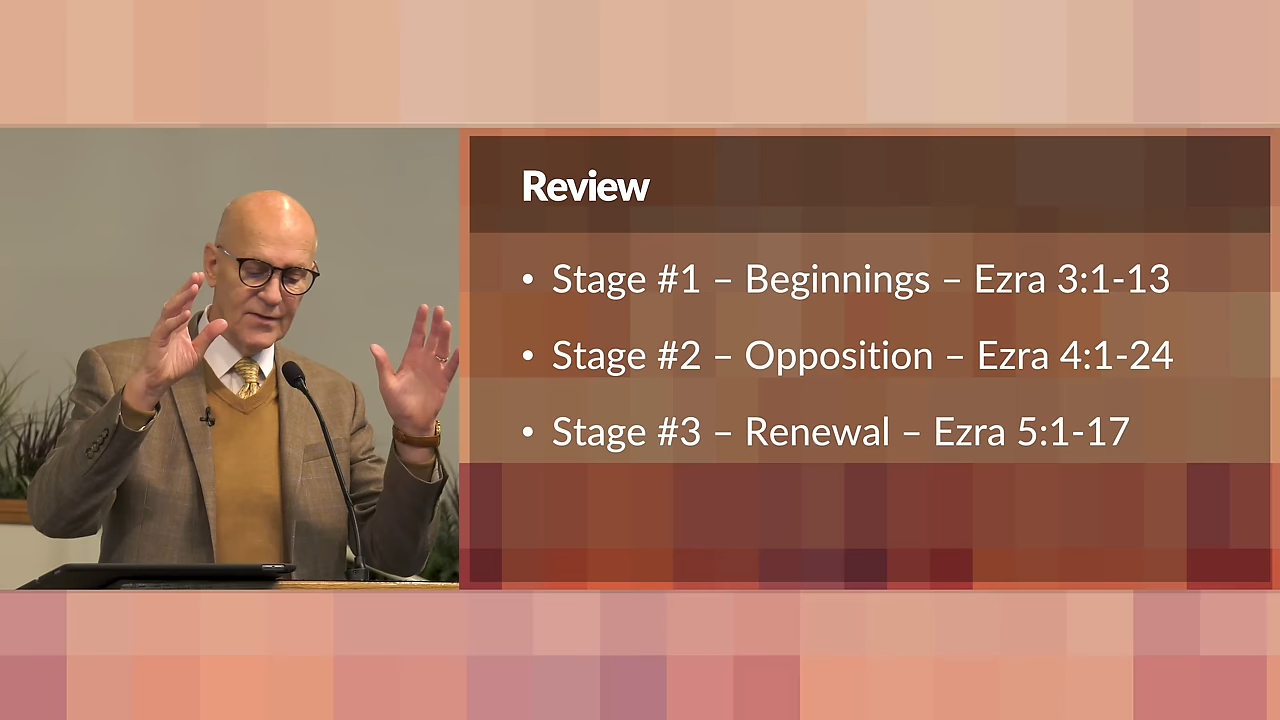 Review
• Stage #1 – Beginnings – Ezra 3:1-13
• Stage #2 – Opposition – Ezra 4:1-24
• Stage #3 – Renewal – Ezra 5:1-17